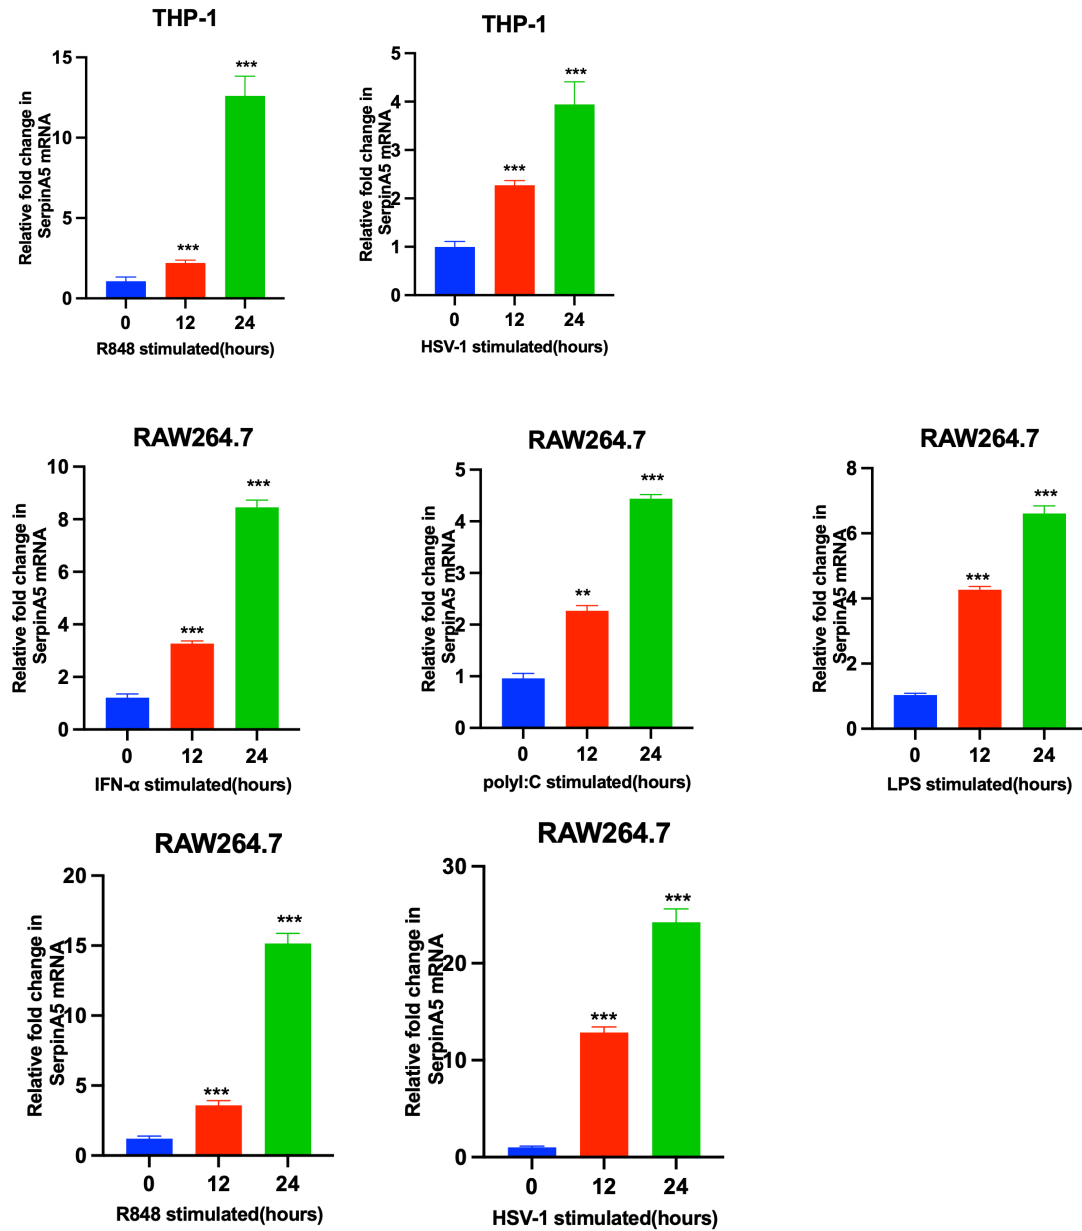 THP-1
Relative fold change in
SerpinA5 mRNA
15
10
5
0
***
***
0 12 24
R848 stimulated(hours)
THP-1
Relative fold change in
SerpinA5 mRNA
5
4
3
2
1
0
***
***
0 12 24
HSV-1 stimulated(hours)
RAW264.7
Relative fold change in
SerpinA5 mRNA
10
8
6
4
2
0
***
***
0 12 24
IFN-α stimulated(hours)
RAW264.7
Relative fold change in
SerpinA5 mRNA
5
4
3
2
1
0
**
***
0 12 24
polyI:C stimulated(hours)
RAW264.7
Relative fold change in
SerpinA5 mRNA
8
6
4
2
0
***
***
0 12 24
LPS stimulated(hours)
RAW264.7
Relative fold change in
SerpinA5 mRNA
20
15
10
5
0
***
***
0 12 24
R848 stimulated(hours)
RAW264.7
Relative fold change in
SerpinA5 mRNA
30
20
10
0
***
***
0 12 24
HSV-1 stimulated(hours)